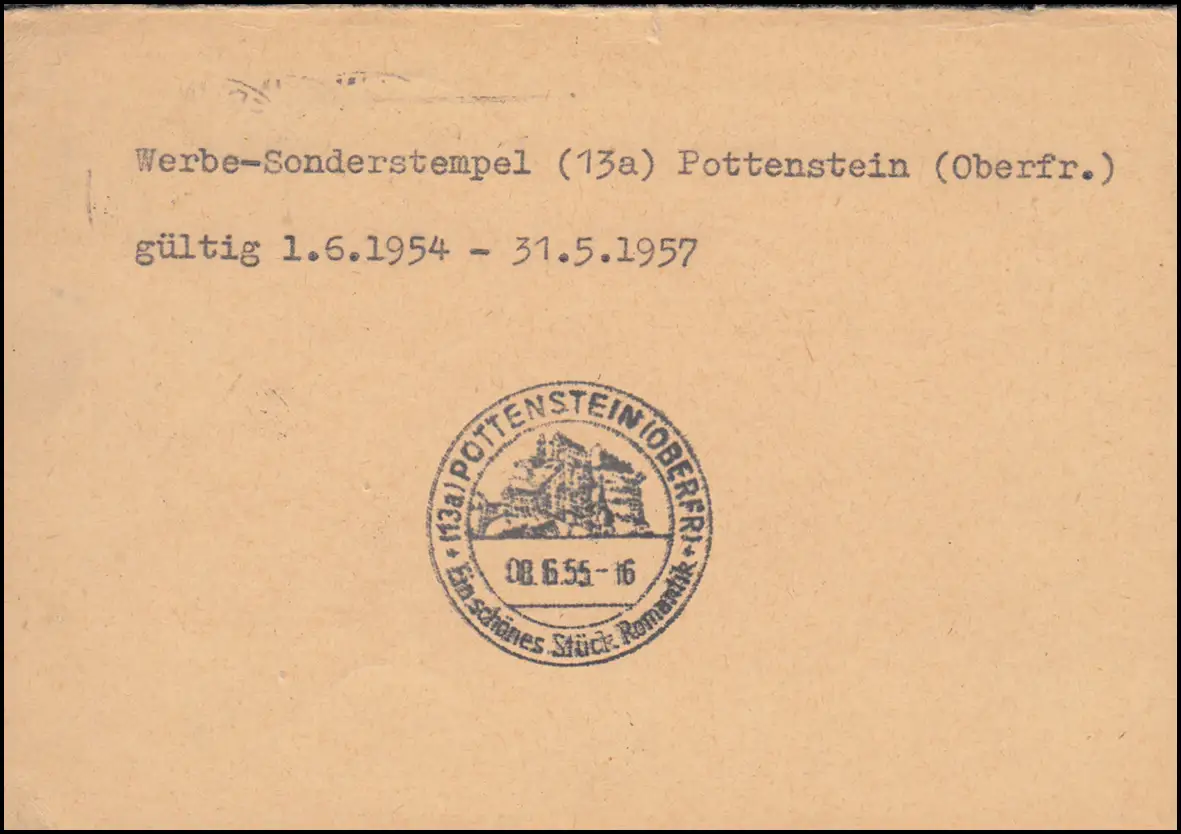 Werbe-Sonderstempel (13a) Pottenstein (Oberfr.)
gültig 1.6.1954 - 31.5.1957
(13a) POTTENSTEIN (OBERFR)
08.6.55-16
Ein schönes Stück Romantik